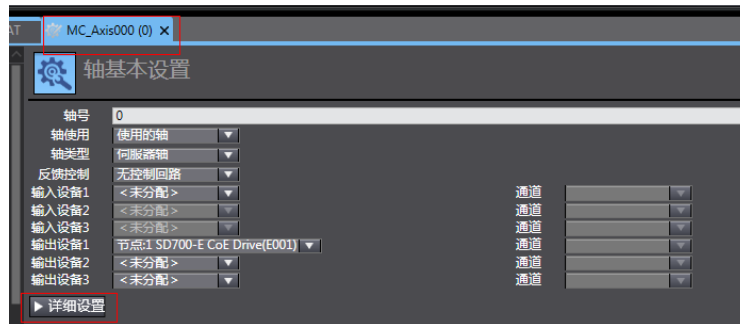 AT MC_Axis000 (0) ×
轴基本设置
轴号 0
轴使用 使用的轴
轴类型 伺服器轴
反馈控制 无控制回路
输入设备1 <未分配> 通道
输入设备2 <未分配> 通道
输入设备3 <未分配> 通道
输出设备1 节点:1 SD700-E CoE Drive(E001) 通道
输出设备2 <未分配> 通道
输出设备3 <未分配> 通道
▶详细设置